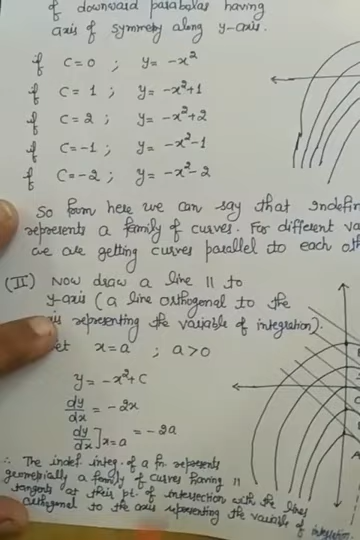 of downward parabolas having
axis of symmetry along y-axis.
if C=0 ; y= -x²
if C= 1 ; y= -x²+1
if C=2 ; y= -x²+2
if C=-1 ; y= -x²-1
if C=-2 ; y= -x²-2
So from here we can say that Indefin
represents a family of curves. For different va
we are getting curves parallel to each oth
(II) Now draw a line || to
y-axis (a line orthogonal to the
is representing the variable of integration).
et x=a ; a>0
y = -x²+C
dy/dx = -2x
dy/dx]x=a = -2a
∴ The indef. integ. of a fn. represents
geometrically a family of curves having ||
tangents at their pt. of intersection with the lines
orthogonal to the axis representing the variable of integration.
A